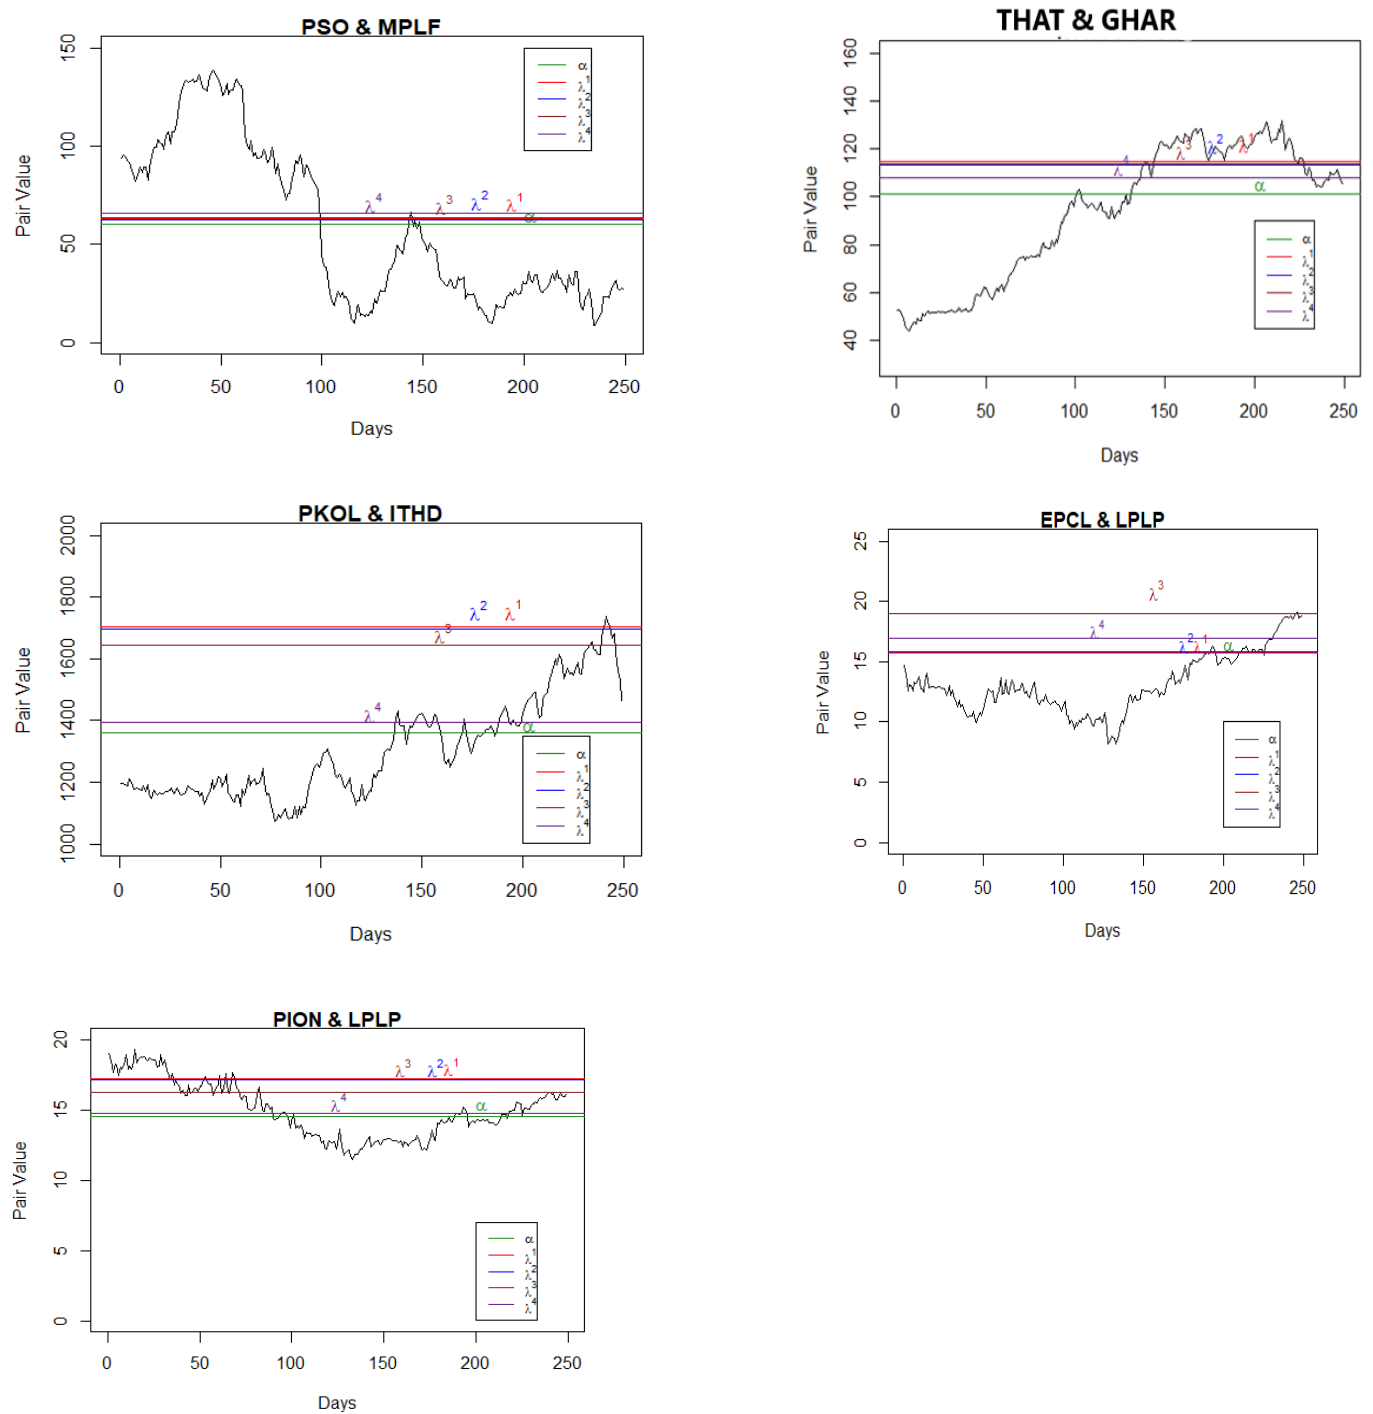 PSO & MPLF
150
100
50
0
Pair Value
α
λ1
λ2
λ3
λ4
λ4
λ3
λ2
λ1
α
0 50 100 150 200 250
Days
THAT & GHAR
160
140
120
100
80
60
40
Pair Value
λ4
λ3
λ2
λ1
α
α
λ1
λ2
λ3
λ4
0 50 100 150 200 250
Days
PKOL & ITHD
2000
1800
1600
1400
1200
1000
Pair Value
λ2
λ1
λ3
λ4
α
α
λ1
λ2
λ3
λ4
0 50 100 150 200 250
Days
EPCL & LPLP
25
20
15
10
5
0
Pair Value
λ3
λ4
λ2
λ1
α
α
λ1
λ2
λ3
λ4
0 50 100 150 200 250
Days
PION & LPLP
20
15
10
5
0
Pair Value
λ3
λ2
λ1
λ4
α
α
λ1
λ2
λ3
λ4
0 50 100 150 200 250
Days